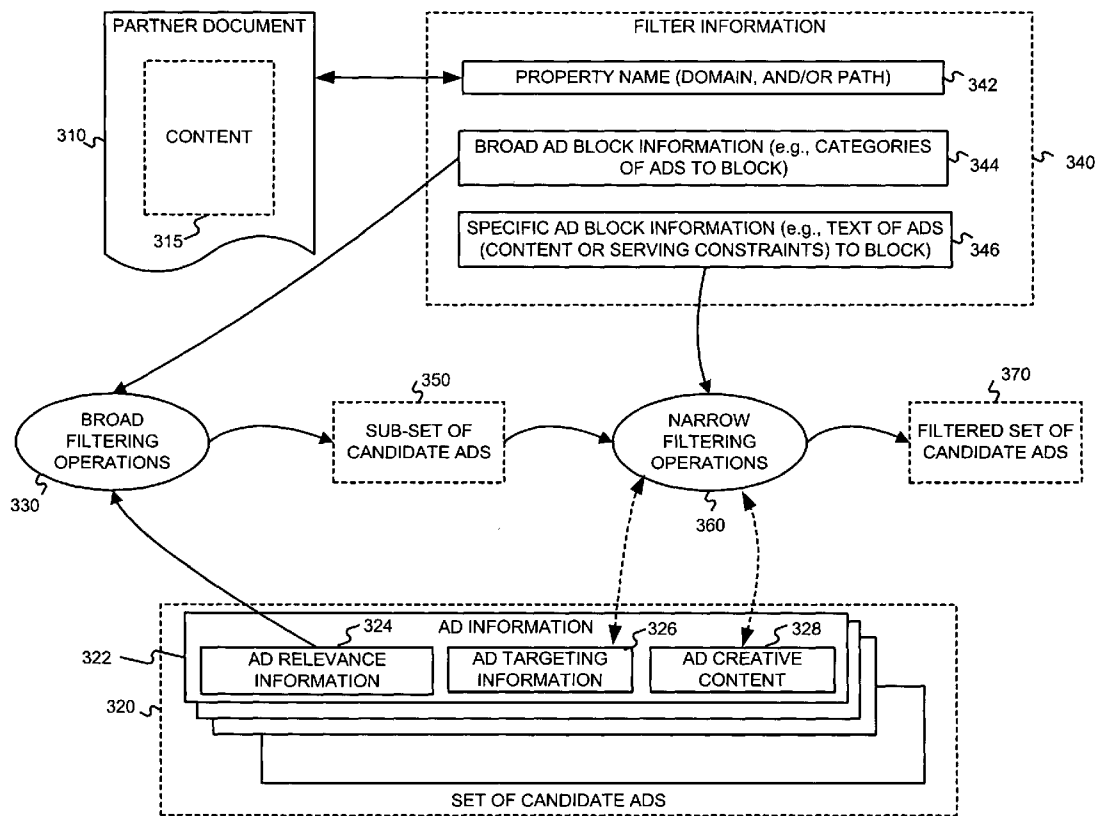 PARTNER DOCUMENT
CONTENT
310
315
FILTER INFORMATION
PROPERTY NAME (DOMAIN, AND/OR PATH)
342
BROAD AD BLOCK INFORMATION (e.g., CATEGORIES
OF ADS TO BLOCK)
344
340
SPECIFIC AD BLOCK INFORMATION (e.g., TEXT OF ADS
(CONTENT OR SERVING CONSTRAINTS) TO BLOCK)
346
BROAD
FILTERING
OPERATIONS
330
350
SUB-SET OF
CANDIDATE ADS
NARROW
FILTERING
OPERATIONS
360
370
FILTERED SET OF
CANDIDATE ADS
324
AD INFORMATION
326
328
322
AD RELEVANCE
INFORMATION
AD TARGETING
INFORMATION
AD CREATIVE
CONTENT
320
SET OF CANDIDATE ADS